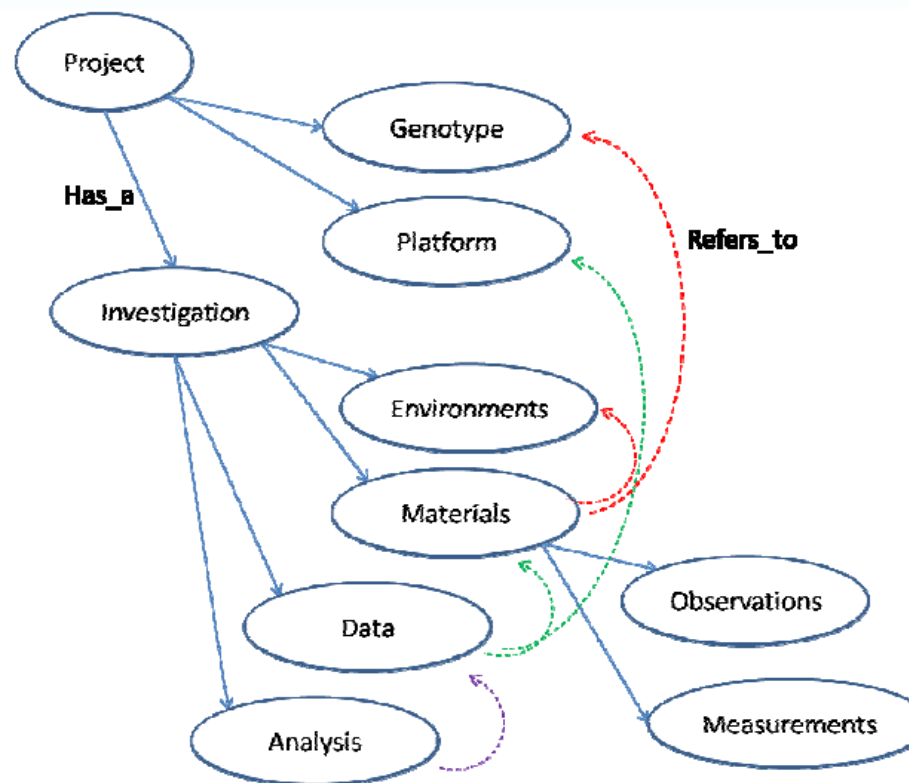 Project
Genotype
Has_a
Platform
Refers_to
Investigation
Environments
Materials
Observations
Data
Measurements
Analysis